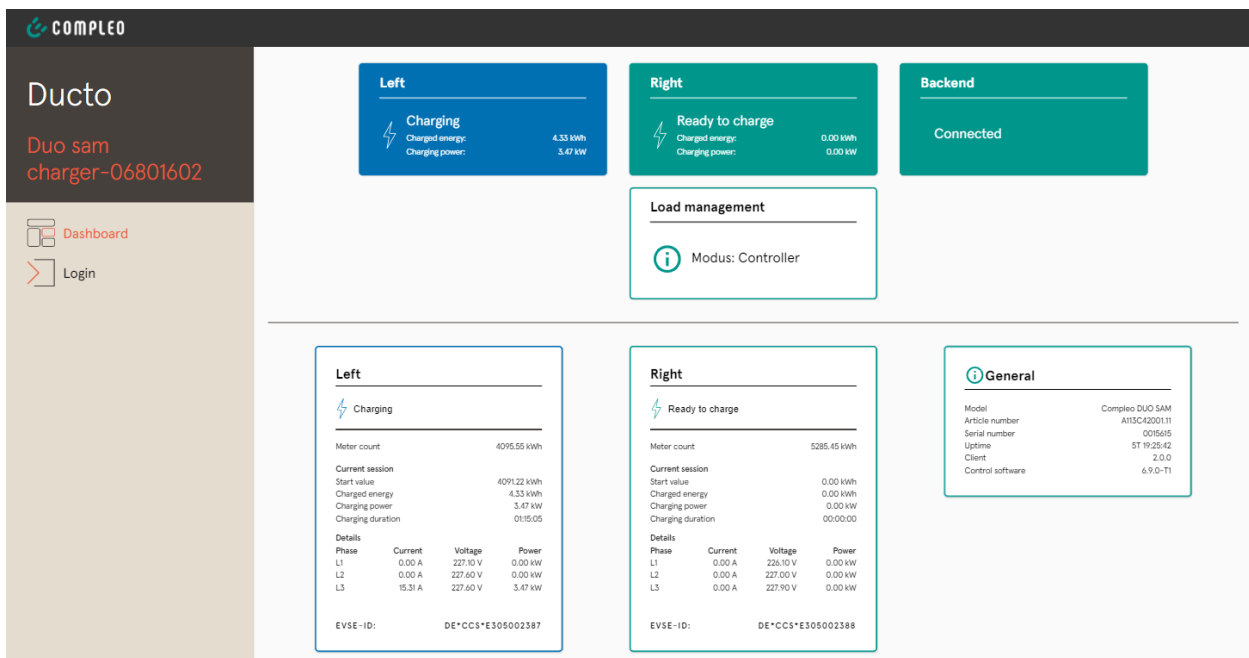 COMPLEO
Ducto
Duo sam
charger-06801602
Dashboard
Login
Left
Charging
Charged energy: 4.33 kWh
Charging power: 3.47 kW
Right
Ready to charge
Charged energy: 0.00 kWh
Charging power: 0.00 kW
Backend
Connected
Load management
Modus: Controller
Left
Charging
Meter count 4095.55 kWh
Current session
Start value 4091.22 kWh
Charged energy 4.33 kWh
Charging power 3.47 kW
Charging duration 01:15:05
Details
Phase Current Voltage Power
L1 0.00 A 227.10 V 0.00 kW
L2 0.00 A 227.60 V 0.00 kW
L3 15.31 A 227.60 V 3.47 kW
EVSE-ID: DE*CCS*E305002387
Right
Ready to charge
Meter count 5285.45 kWh
Current session
Start value 0.00 kWh
Charged energy 0.00 kWh
Charging power 0.00 kW
Charging duration 00:00:00
Details
Phase Current Voltage Power
L1 0.00 A 226.10 V 0.00 kW
L2 0.00 A 227.00 V 0.00 kW
L3 0.00 A 227.90 V 0.00 kW
EVSE-ID: DE*CCS*E305002388
General
Model Compleo DUO SAM
Article number A113C42001.11
Serial number 0015615
Uptime 5T 19:25:42
Client 2.0.0
Control software 6.9.0-T1